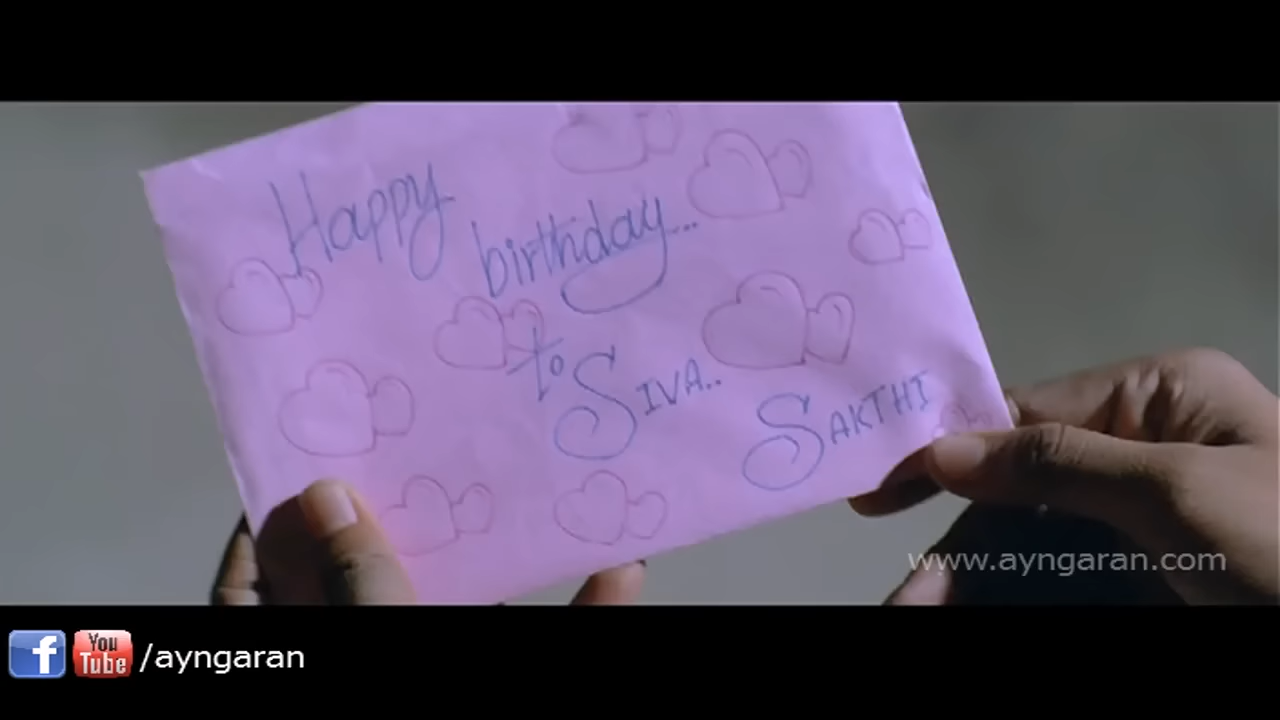 Happy
birthday...
to SIVA..
SAKTHI
www.ayngaran.com
f You Tube /ayngaran